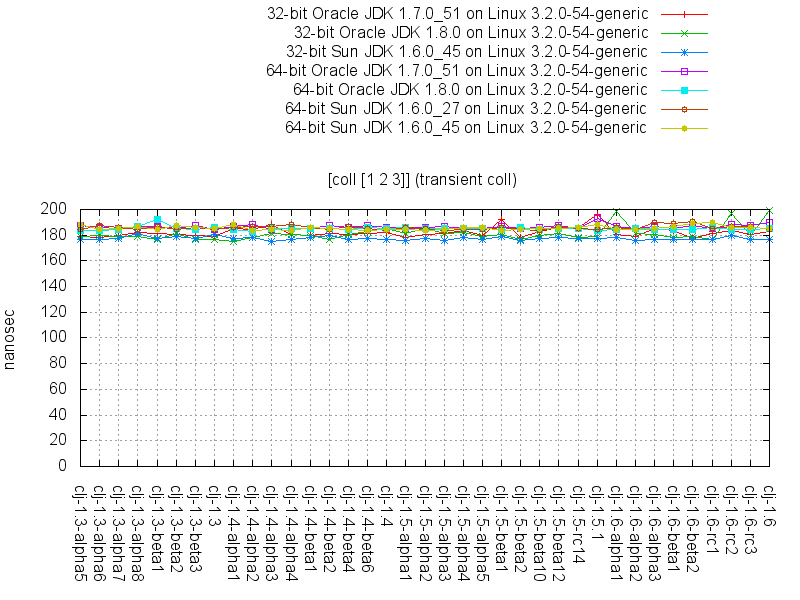 32-bit Oracle JDK 1.7.0_51 on Linux 3.2.0-54-generic
32-bit Oracle JDK 1.8.0 on Linux 3.2.0-54-generic
32-bit Sun JDK 1.6.0_45 on Linux 3.2.0-54-generic
64-bit Oracle JDK 1.7.0_51 on Linux 3.2.0-54-generic
64-bit Oracle JDK 1.8.0 on Linux 3.2.0-54-generic
64-bit Sun JDK 1.6.0_27 on Linux 3.2.0-54-generic
64-bit Sun JDK 1.6.0_45 on Linux 3.2.0-54-generic
[coll [1 2 3]] (transient coll)
nanosec
200
180
160
140
120
100
80
60
40
20
0
clj-1.3-alpha5
clj-1.3-alpha6
clj-1.3-alpha7
clj-1.3-alpha8
clj-1.3-beta1
clj-1.3-beta2
clj-1.3-beta3
clj-1.3
clj-1.4-alpha1
clj-1.4-alpha2
clj-1.4-alpha3
clj-1.4-alpha4
clj-1.4-beta1
clj-1.4-beta2
clj-1.4-beta4
clj-1.4-beta6
clj-1.4
clj-1.5-alpha1
clj-1.5-alpha2
clj-1.5-alpha3
clj-1.5-alpha4
clj-1.5-alpha5
clj-1.5-beta1
clj-1.5-beta2
clj-1.5-beta10
clj-1.5-beta12
clj-1.5-rc14
clj-1.5.1
clj-1.6-alpha1
clj-1.6-alpha2
clj-1.6-alpha3
clj-1.6-beta1
clj-1.6-beta2
clj-1.6-rc1
clj-1.6-rc2
clj-1.6-rc3
clj-1.6